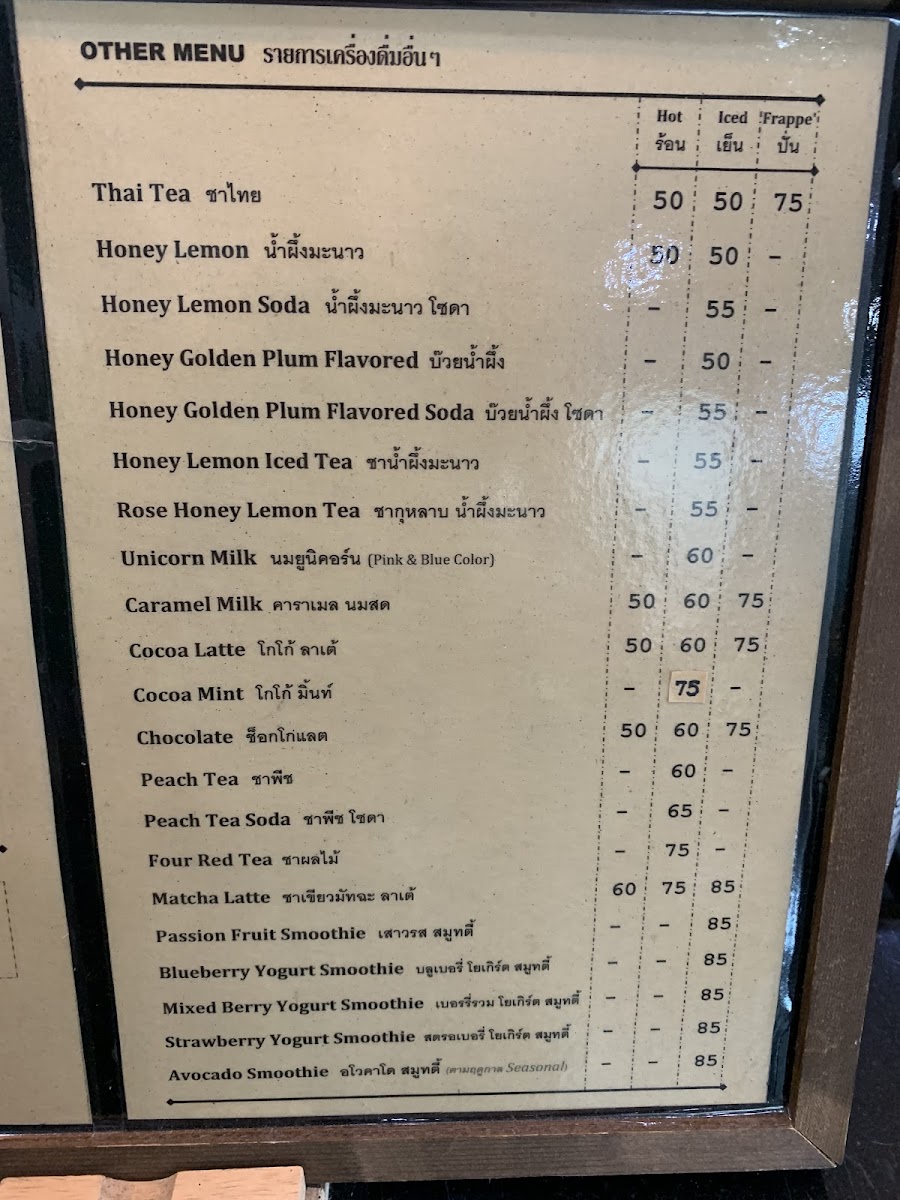 OTHER MENU รายการเครื่องดื่มอื่นๆ
Hot Iced "Frappe"
ร้อน เย็น ปั่น
Thai Tea ชาไทย 50 50 75
Honey Lemon น้ำผึ้งมะนาว 50 50 -
Honey Lemon Soda น้ำผึ้งมะนาว โซดา - 55 -
Honey Golden Plum Flavored บ๊วยน้ำผึ้ง - 50 -
Honey Golden Plum Flavored Soda บ๊วยน้ำผึ้ง โซดา - 55 -
Honey Lemon Iced Tea ชาน้ำผึ้งมะนาว - 55 -
Rose Honey Lemon Tea ชากุหลาบ น้ำผึ้งมะนาว - 55 -
Unicorn Milk นมยูนิคอร์น (Pink & Blue Color) - 60 -
Caramel Milk คาราเมล นมสด 50 60 75
Cocoa Latte โกโก้ ลาเต้ 50 60 75
Cocoa Mint โกโก้ มิ้นท์ - 75 -
Chocolate ช็อกโกแลต 50 60 75
Peach Tea ชาพีช - 60 -
Peach Tea Soda ชาพีช โซดา - 65 -
Four Red Tea ชาผลไม้ - 75 -
Matcha Latte ชาเขียวมัทฉะ ลาเต้ 60 75 85
Passion Fruit Smoothie เสาวรส สมูทตี้ - - 85
Blueberry Yogurt Smoothie บลูเบอรี่ โยเกิร์ต สมูทตี้ - - 85
Mixed Berry Yogurt Smoothie เบอรรี่รวม โยเกิร์ต สมูทตี้ - - 85
Strawberry Yogurt Smoothie สตรอเบอรี่ โยเกิร์ต สมูทตี้ - - 85
Avocado Smoothie อโวคาโด สมูทตี้ (ตามฤดูกาล Seasonal) - - 85